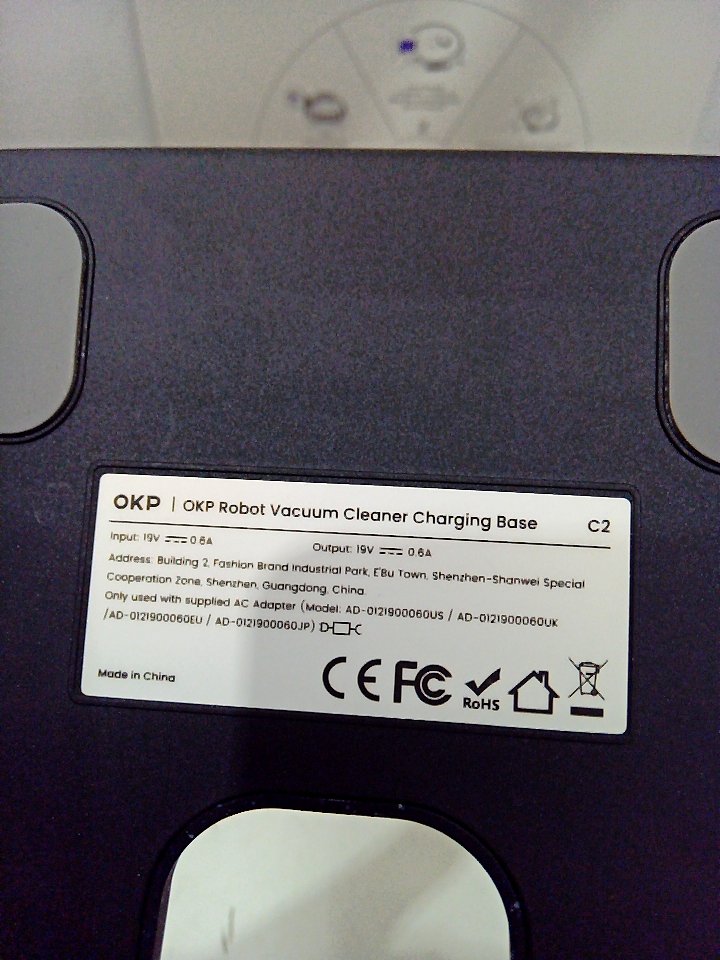 OKP | OKP Robot Vacuum Cleaner Charging Base C2
Input: 19V ⎓ 0.6A Output: 19V ⎓ 0.6A
Address: Building 2, Fashion Brand Industrial Park, E'Bu Town, Shenzhen-Shanwei Special
Cooperation Zone, Shenzhen, Guangdong, China.
Only used with supplied AC Adapter (Model: AD-0121900060US / AD-0121900060UK
/AD-0121900060EU / AD-0121900060JP)
Made in China
CE FC RoHS